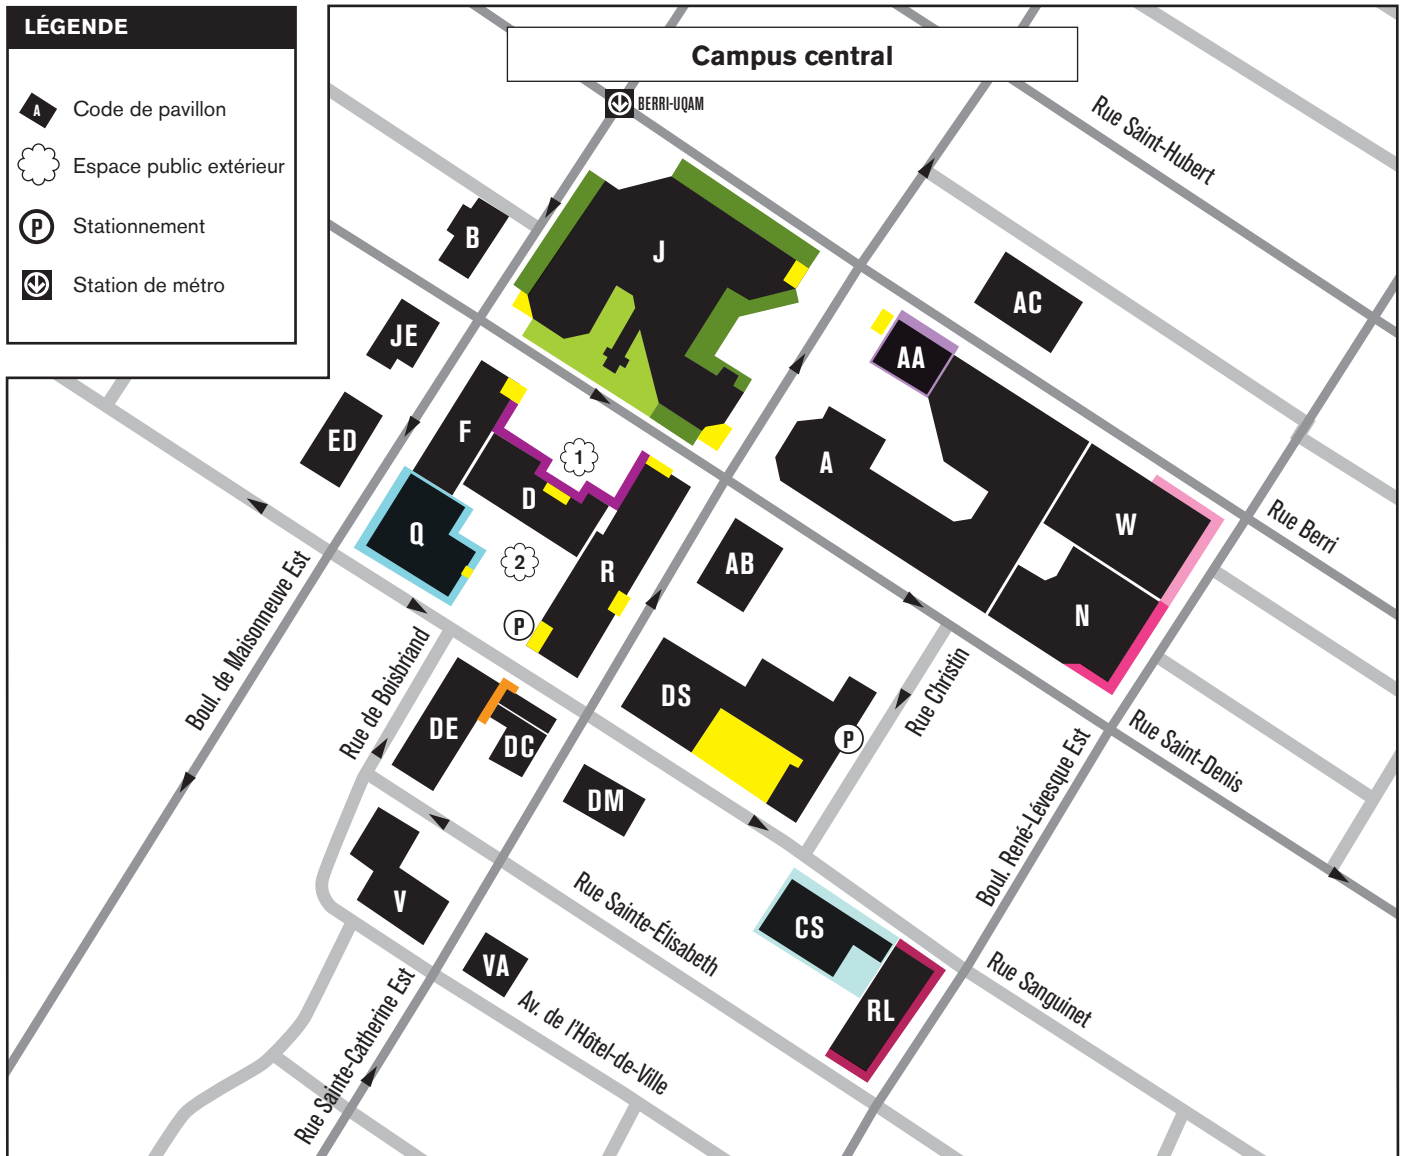 LÉGENDE
A
Code de pavillon
Espace public extérieur
P
Stationnement
Station de métro
Campus central
BERRI-UQAM
Rue Saint-Hubert
B
J
AC
JE
AA
ED
F
1
A
D
W
Q
2
R
AB
N
P
Rue Berri
Boul. de Maisonneuve Est
Rue de Boisbriand
DE
DC
DS
P
Rue Christin
Rue Saint-Denis
DM
Boul. René-Lévesque Est
V
Rue Sainte-Élisabeth
CS
VA
RL
Rue Sanguinet
Av. de l'Hôtel-de-Ville
Rue Sainte-Catherine Est